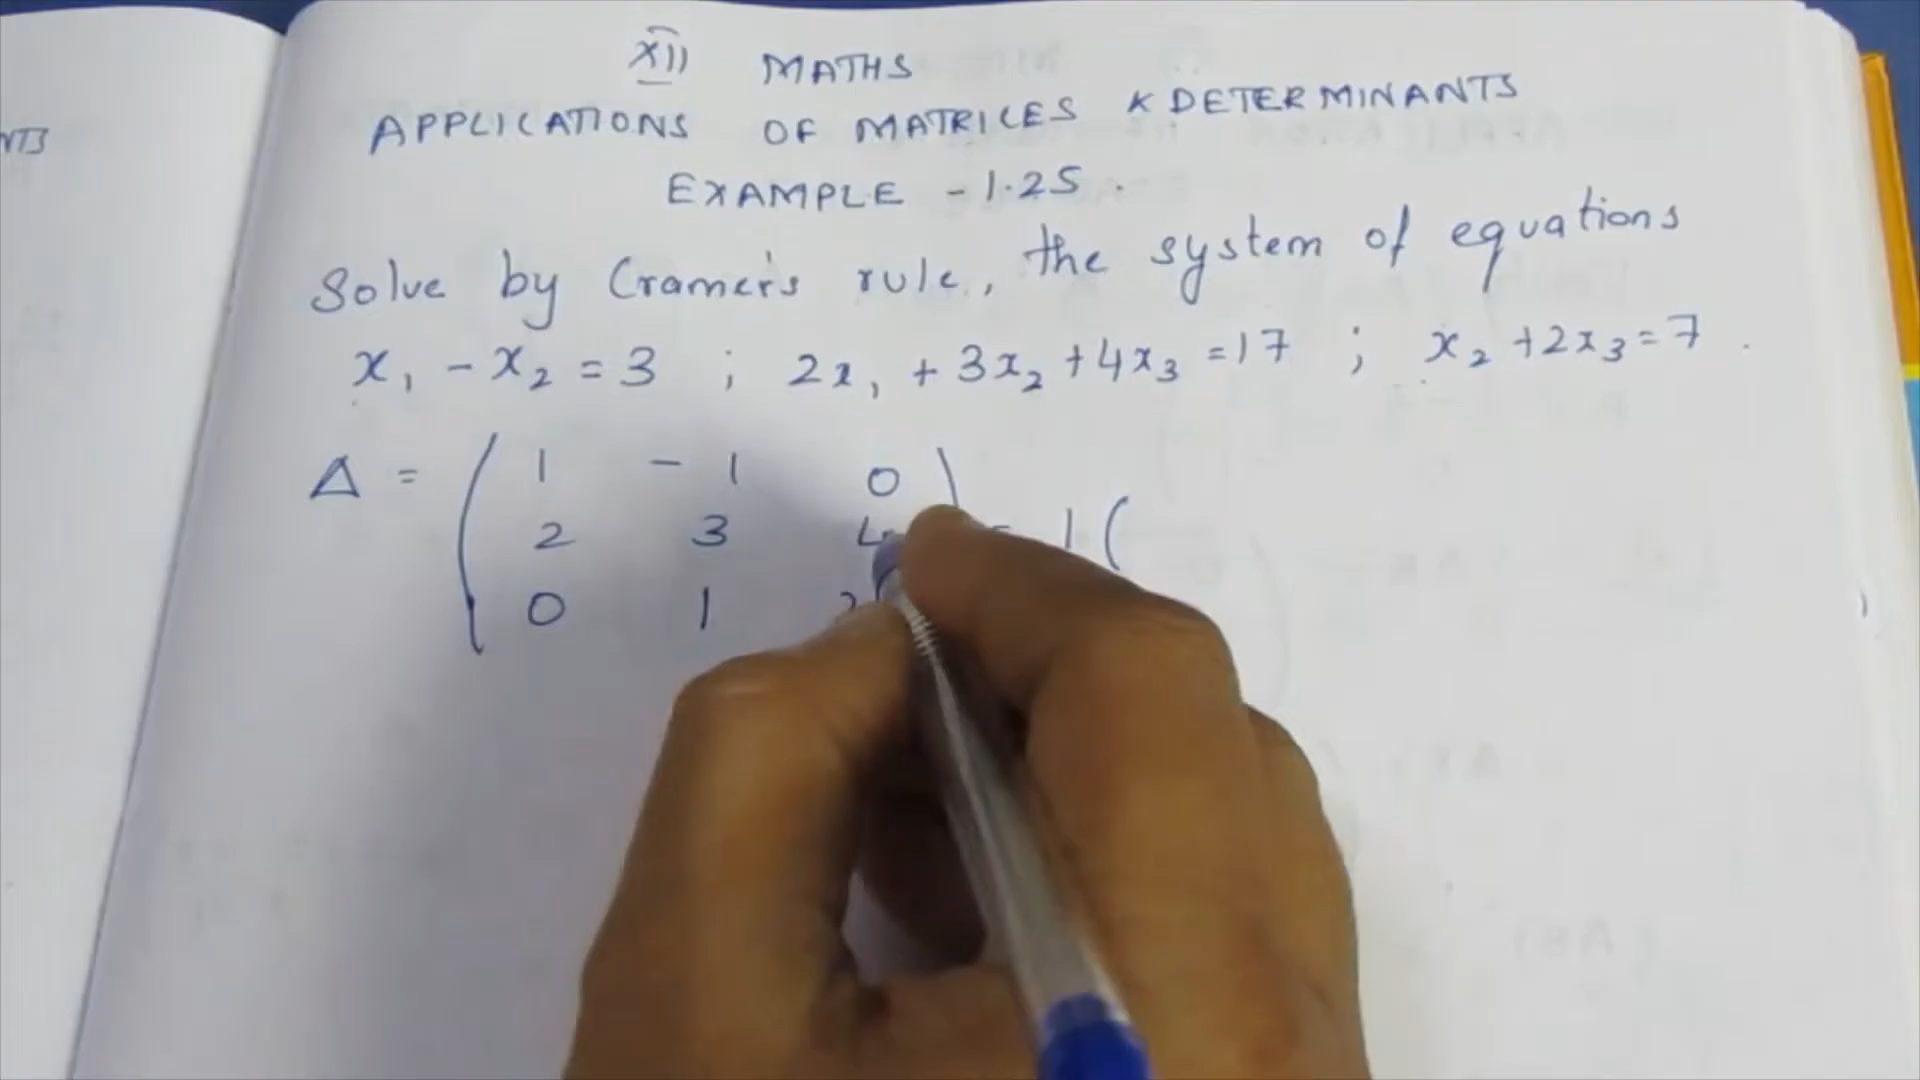 XII MATHS
APPLICATIONS OF MATRICES & DETERMINANTS
EXAMPLE - 1.25.
Solve by Cramer's rule, the system of equations
x₁ - x₂ = 3 ; 2x₁ + 3x₂ + 4x₃ = 17 ; x₂ + 2x₃ = 7.
Δ = ( 1 -1 0 )
2 3 4 = 1(
0 1 2